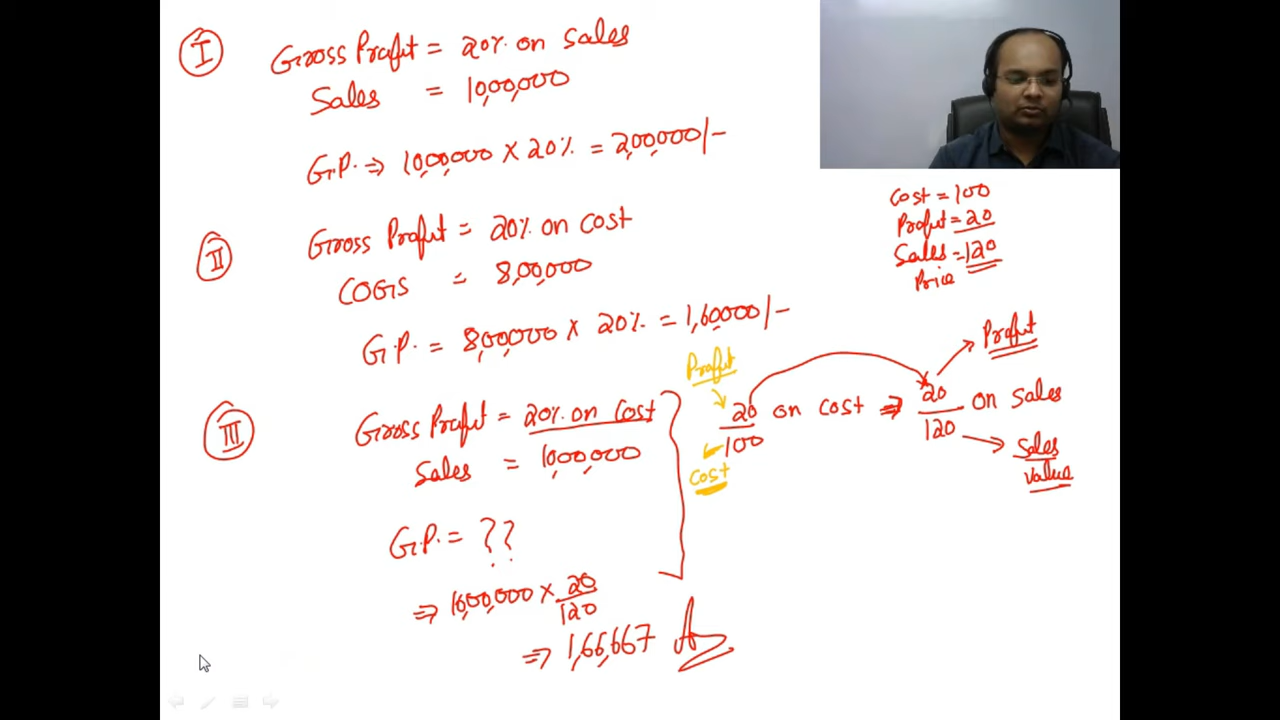 I
Gross Profit = 20% on sales
Sales = 10,00,000
G.P. ⇒ 10,00,000 × 20% = 2,00,000/-
II
Gross Profit = 20% on cost
COGS = 8,00,000
G.P. = 8,00,000 × 20% = 1,60,000/-
III
Gross Profit = 20% on Cost
Sales = 10,00,000
G.P. = ??
⇒ 10,00,000 × 20/120
⇒ 1,66,667
Cost = 100
Profit = 20
Sales = 120
Price
Profit
20/100 on cost ⇒ 20/120 on sales
Cost
Profit
Sales
Value